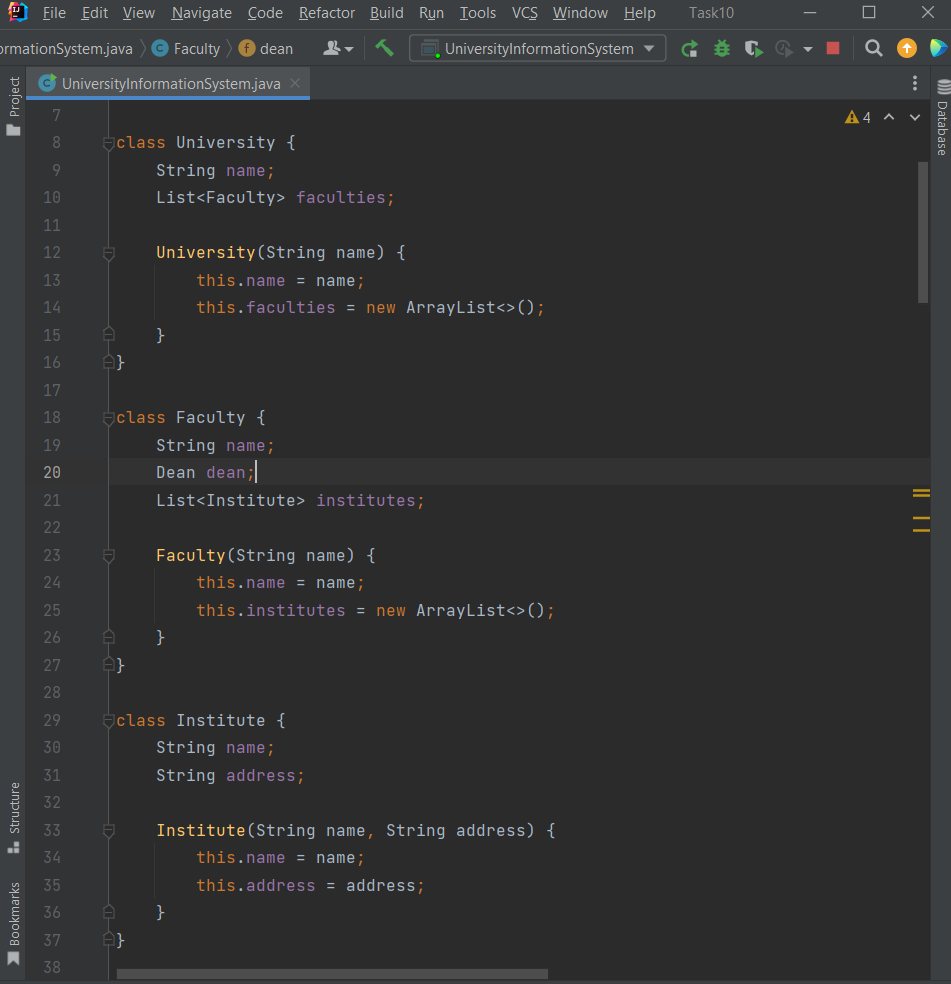 File Edit View Navigate Code Refactor Build Run Tools VCS Window Help Task10
ormationSystem.java Faculty f dean UniversityInformationSystem
UniversityInformationSystem.java
Project
Database
4
7
8 class University {
9     String name;
10     List<Faculty> faculties;
11
12     University(String name) {
13         this.name = name;
14         this.faculties = new ArrayList<>();
15     }
16 }
17
18 class Faculty {
19     String name;
20     Dean dean;
21     List<Institute> institutes;
22
23     Faculty(String name) {
24         this.name = name;
25         this.institutes = new ArrayList<>();
26     }
27 }
28
29 class Institute {
30     String name;
31     String address;
32
33     Institute(String name, String address) {
34         this.name = name;
35         this.address = address;
36     }
37 }
38
Structure
Bookmarks